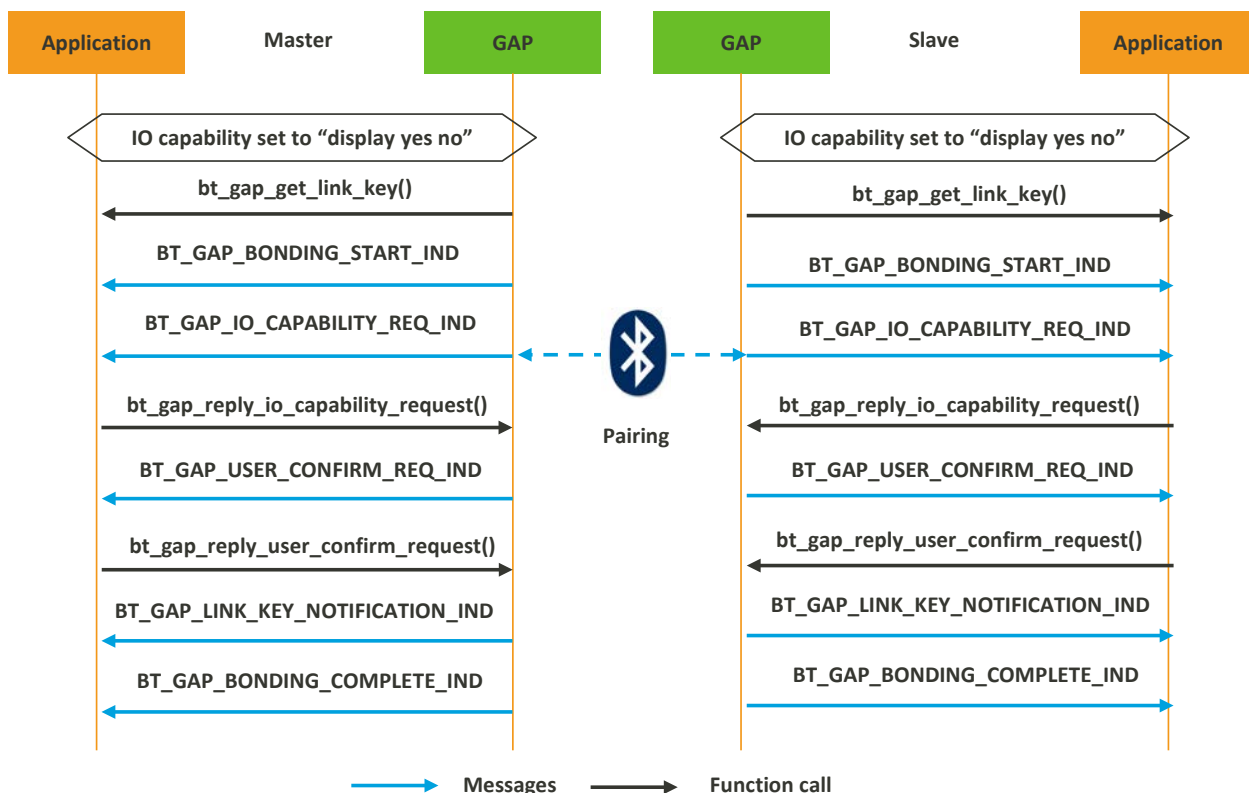 Application Master GAP GAP Slave Application
IO capability set to “display yes no” IO capability set to “display yes no”
bt_gap_get_link_key() bt_gap_get_link_key()
BT_GAP_BONDING_START_IND BT_GAP_BONDING_START_IND
BT_GAP_IO_CAPABILITY_REQ_IND BT_GAP_IO_CAPABILITY_REQ_IND
bt_gap_reply_io_capability_request() bt_gap_reply_io_capability_request()
Pairing
BT_GAP_USER_CONFIRM_REQ_IND BT_GAP_USER_CONFIRM_REQ_IND
bt_gap_reply_user_confirm_request() bt_gap_reply_user_confirm_request()
BT_GAP_LINK_KEY_NOTIFICATION_IND BT_GAP_LINK_KEY_NOTIFICATION_IND
BT_GAP_BONDING_COMPLETE_IND BT_GAP_BONDING_COMPLETE_IND
Messages Function call